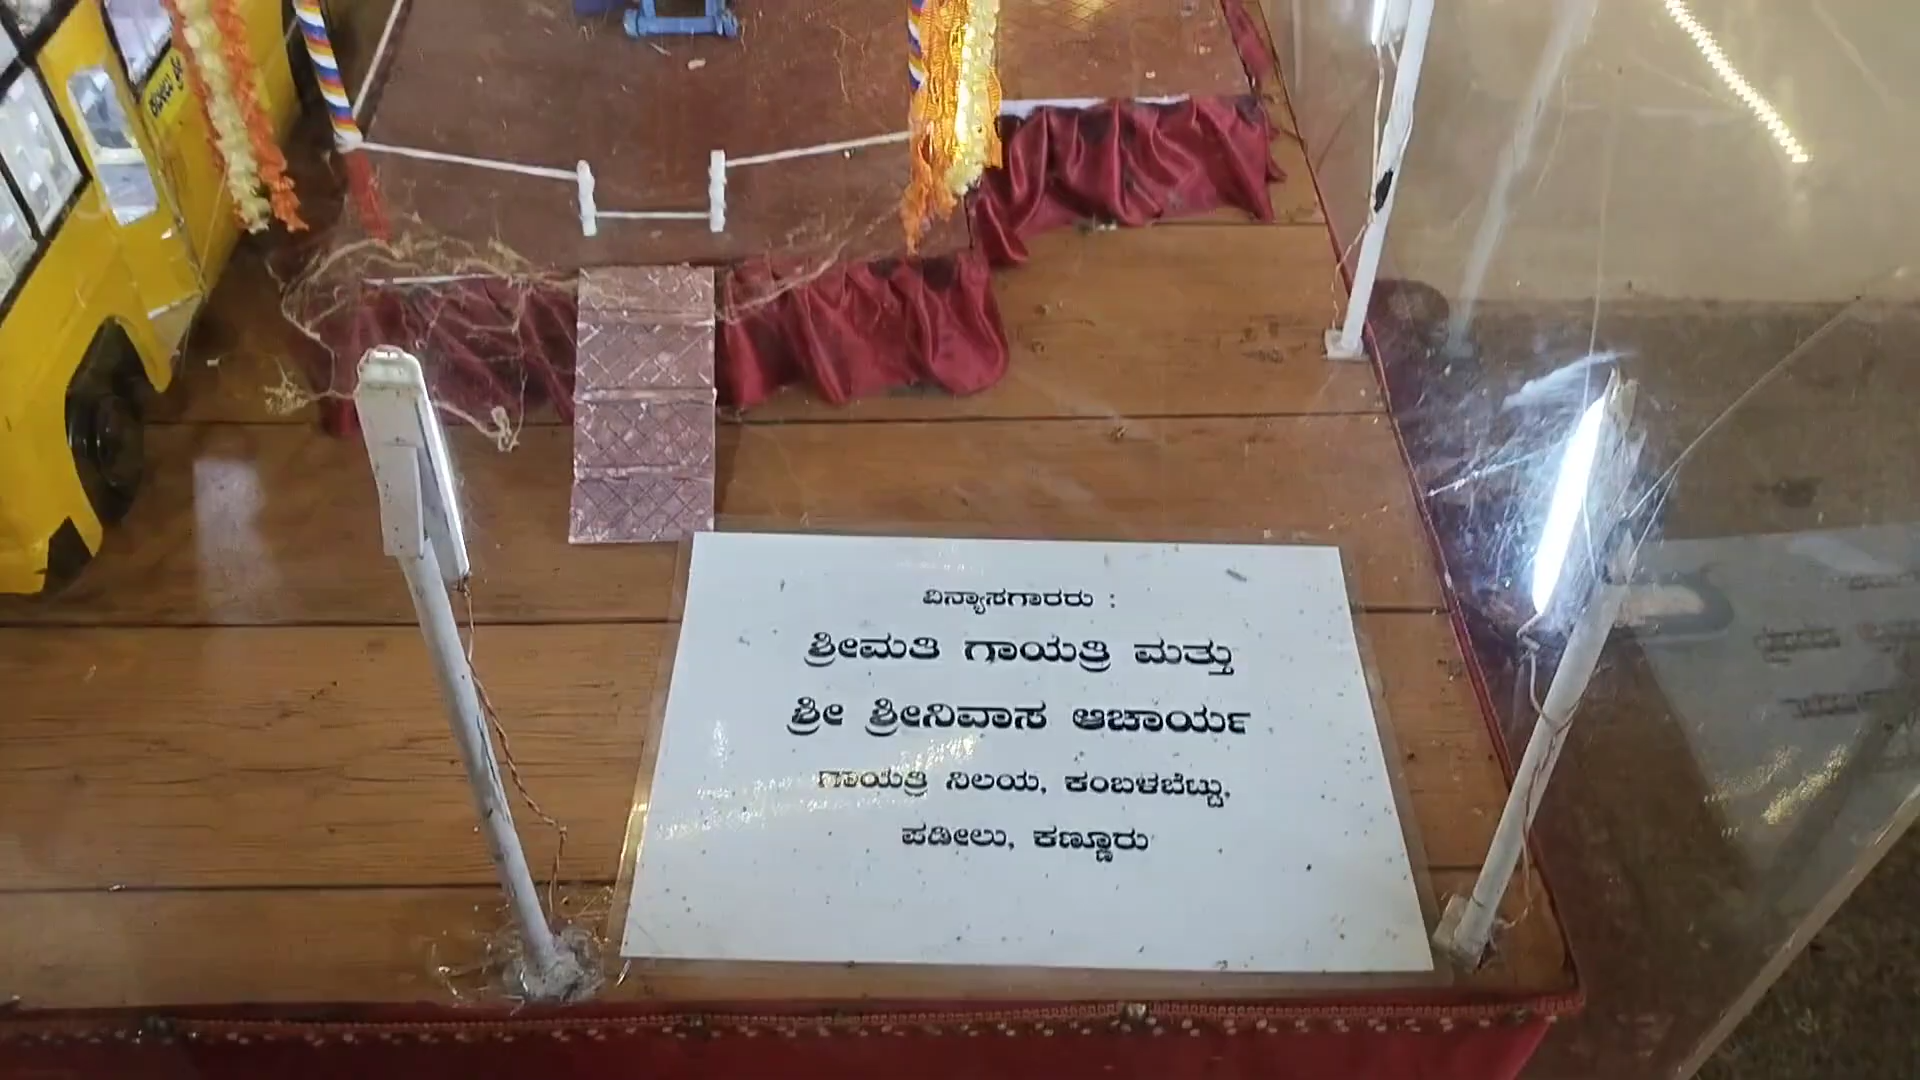 ವಿನ್ಯಾಸಗಾರರು :
ಶ್ರೀಮತಿ ಗಾಯತ್ರಿ ಮತ್ತು
ಶ್ರೀ ಶ್ರೀನಿವಾಸ ಆಚಾರ್ಯ
ಗಾಯತ್ರಿ ನಿಲಯ, ಕಂಬಳಬೆಟ್ಟು,
ಪಡೀಲು, ಕಣ್ಣೂರು